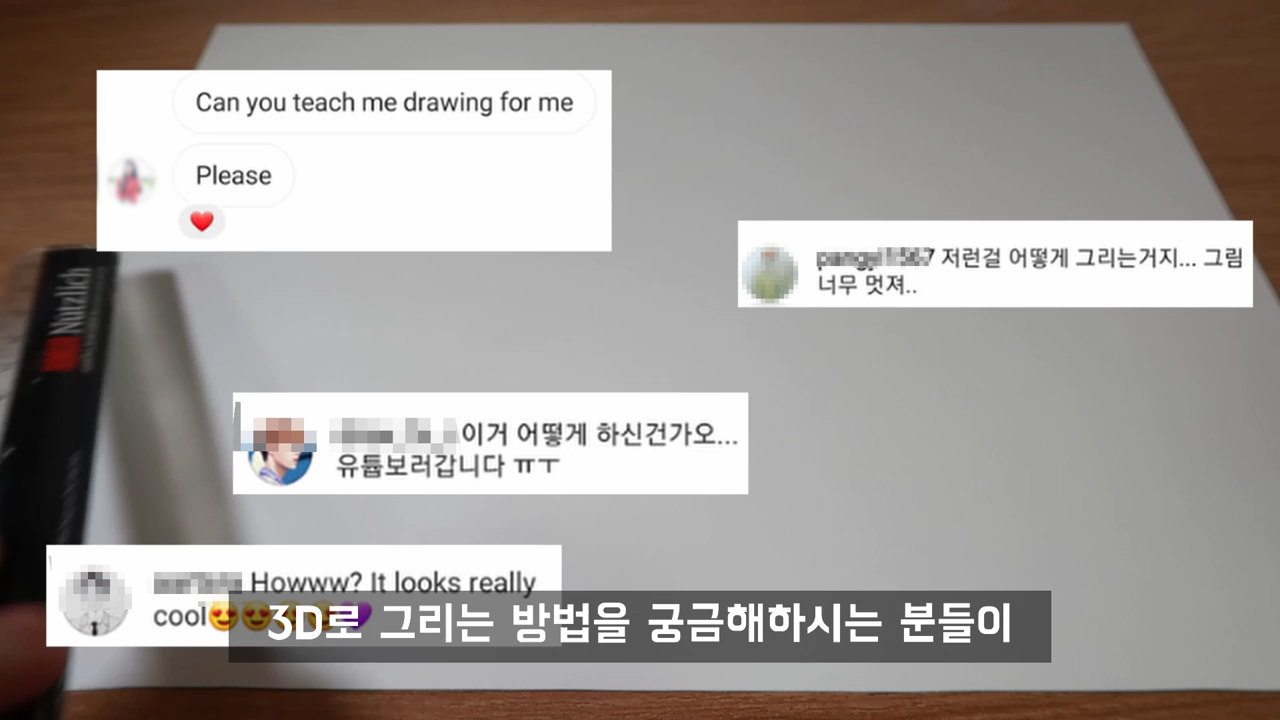 Can you teach me drawing for me
Please
Nützlich
저런걸 어떻게 그리는거지... 그림
너무 멋져..
이거 어떻게 하신건가오...
유튭보러갑니다 ㅠㅜ
Howww? It looks really
cool😍😍
3D로 그리는 방법을 궁금해하시는 분들이